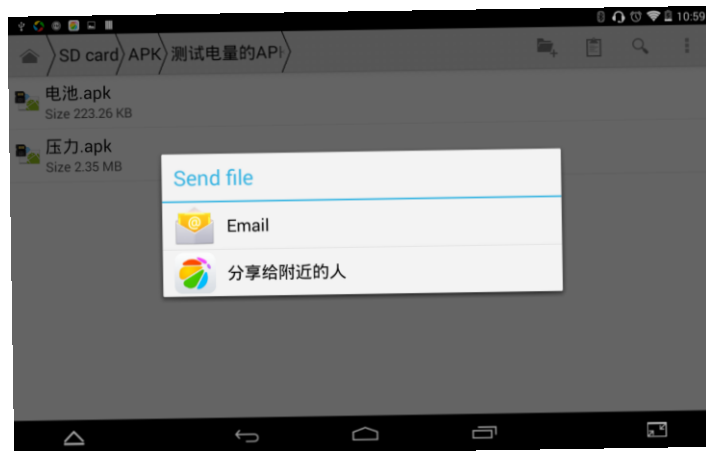 10:59
SD card
APK
测试电量的API
电池.apk
Size 223.26 KB
压力.apk
Size 2.35 MB
Send file
Email
分享给附近的人